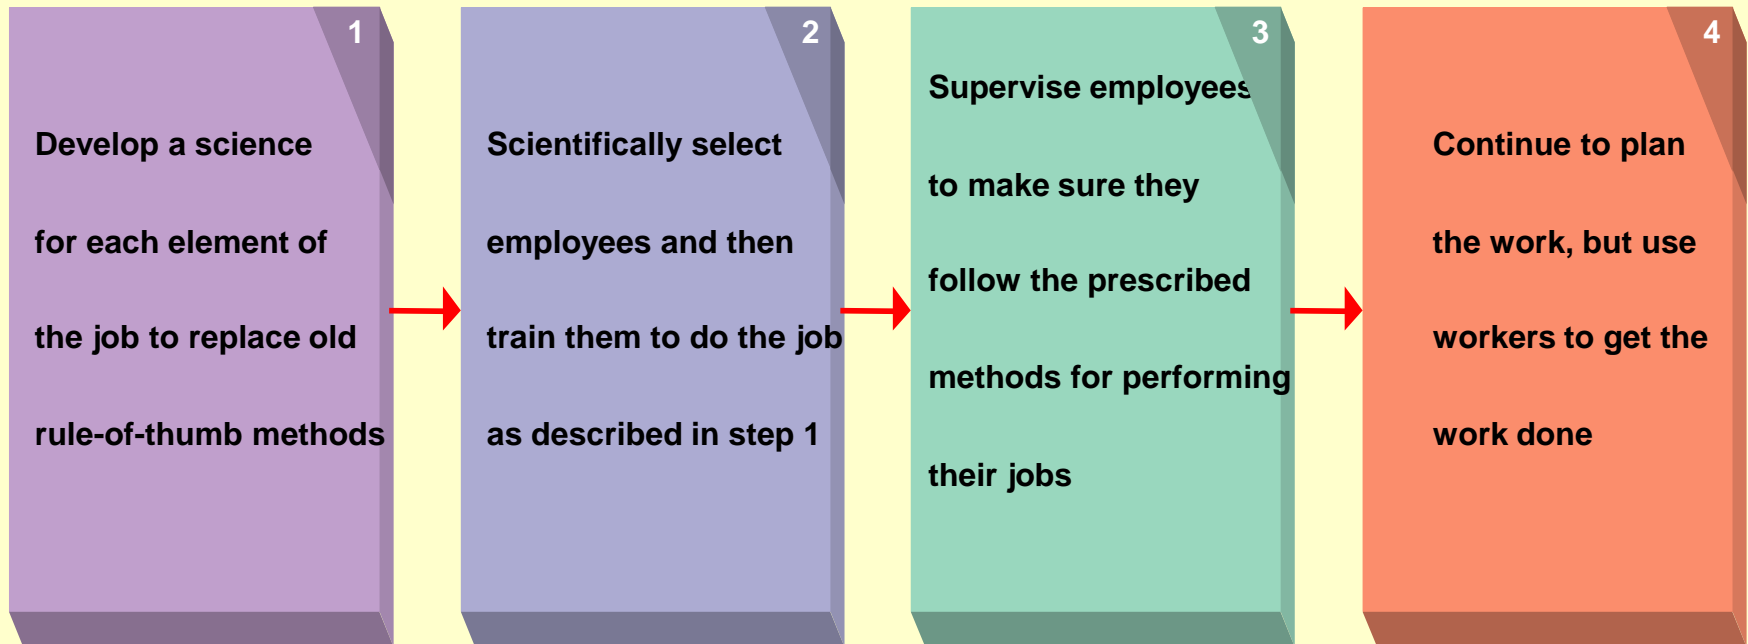 1
Develop a science
for each element of
the job to replace old
rule-of-thumb methods
2
Scientifically select
employees and then
train them to do the job
as described in step 1
3
Supervise employees
to make sure they
follow the prescribed
methods for performing
their jobs
4
Continue to plan
the work, but use
workers to get the
work done